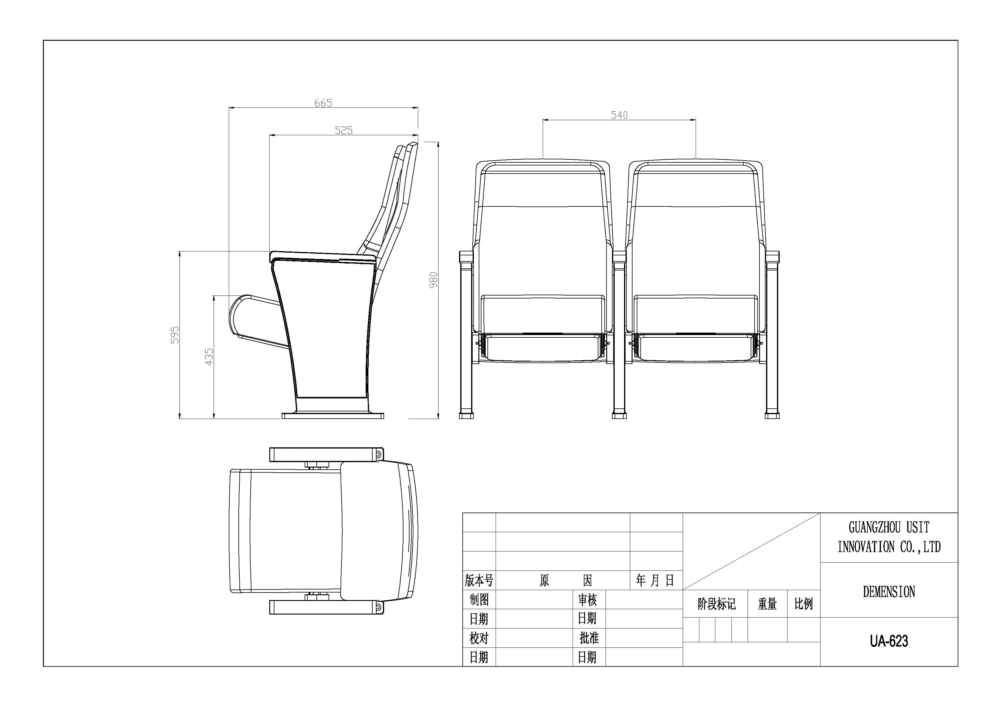 665
540
525
980
595
435
GUANGZHOU USIT
INNOVATION CO.,LTD
版本号 原 因 年 月 日
DEMENSION
制图 审核
阶段标记 重量 比例
日期 日期
校对 批准
UA-623
日期 日期